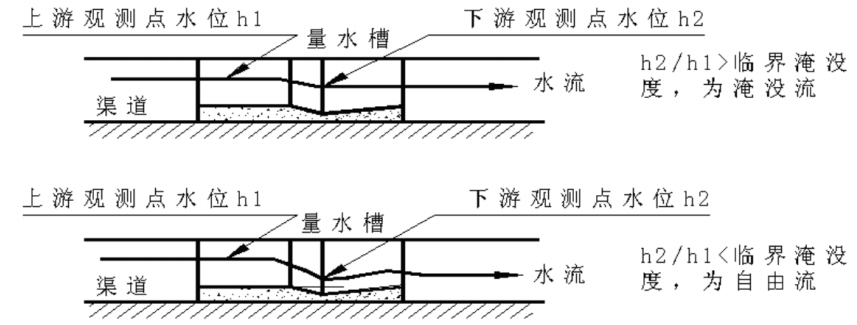 上游观测点水位h1
下游观测点水位h2
量水槽
渠道
水流
h2/h1>临界淹没
度，为淹没流
上游观测点水位h1
下游观测点水位h2
量水槽
渠道
水流
h2/h1<临界淹没
度，为自由流